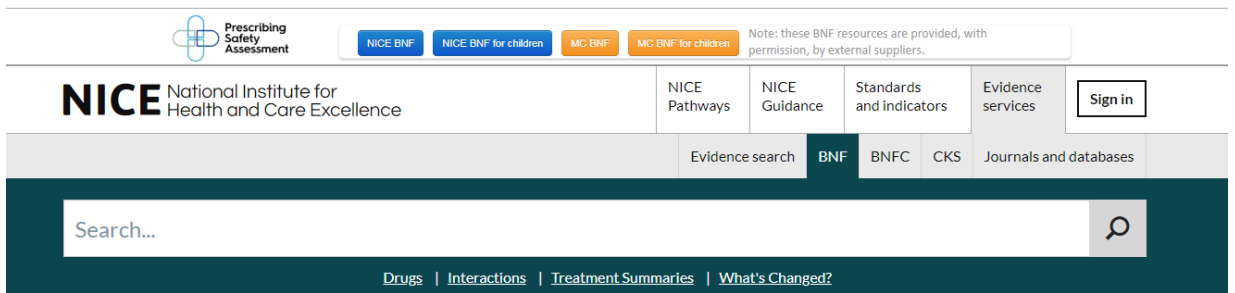 Prescribing
Safety
Assessment
NICE BNF
NICE BNF for children
MC BNF
MC BNF for children
Note: these BNF resources are provided, with
permission, by external suppliers.
NICE National Institute for
Health and Care Excellence
NICE
Pathways
NICE
Guidance
Standards
and indicators
Evidence
services
Sign in
Evidence search
BNF
BNFC
CKS
Journals and databases
Search...
Drugs | Interactions | Treatment Summaries | What's Changed?